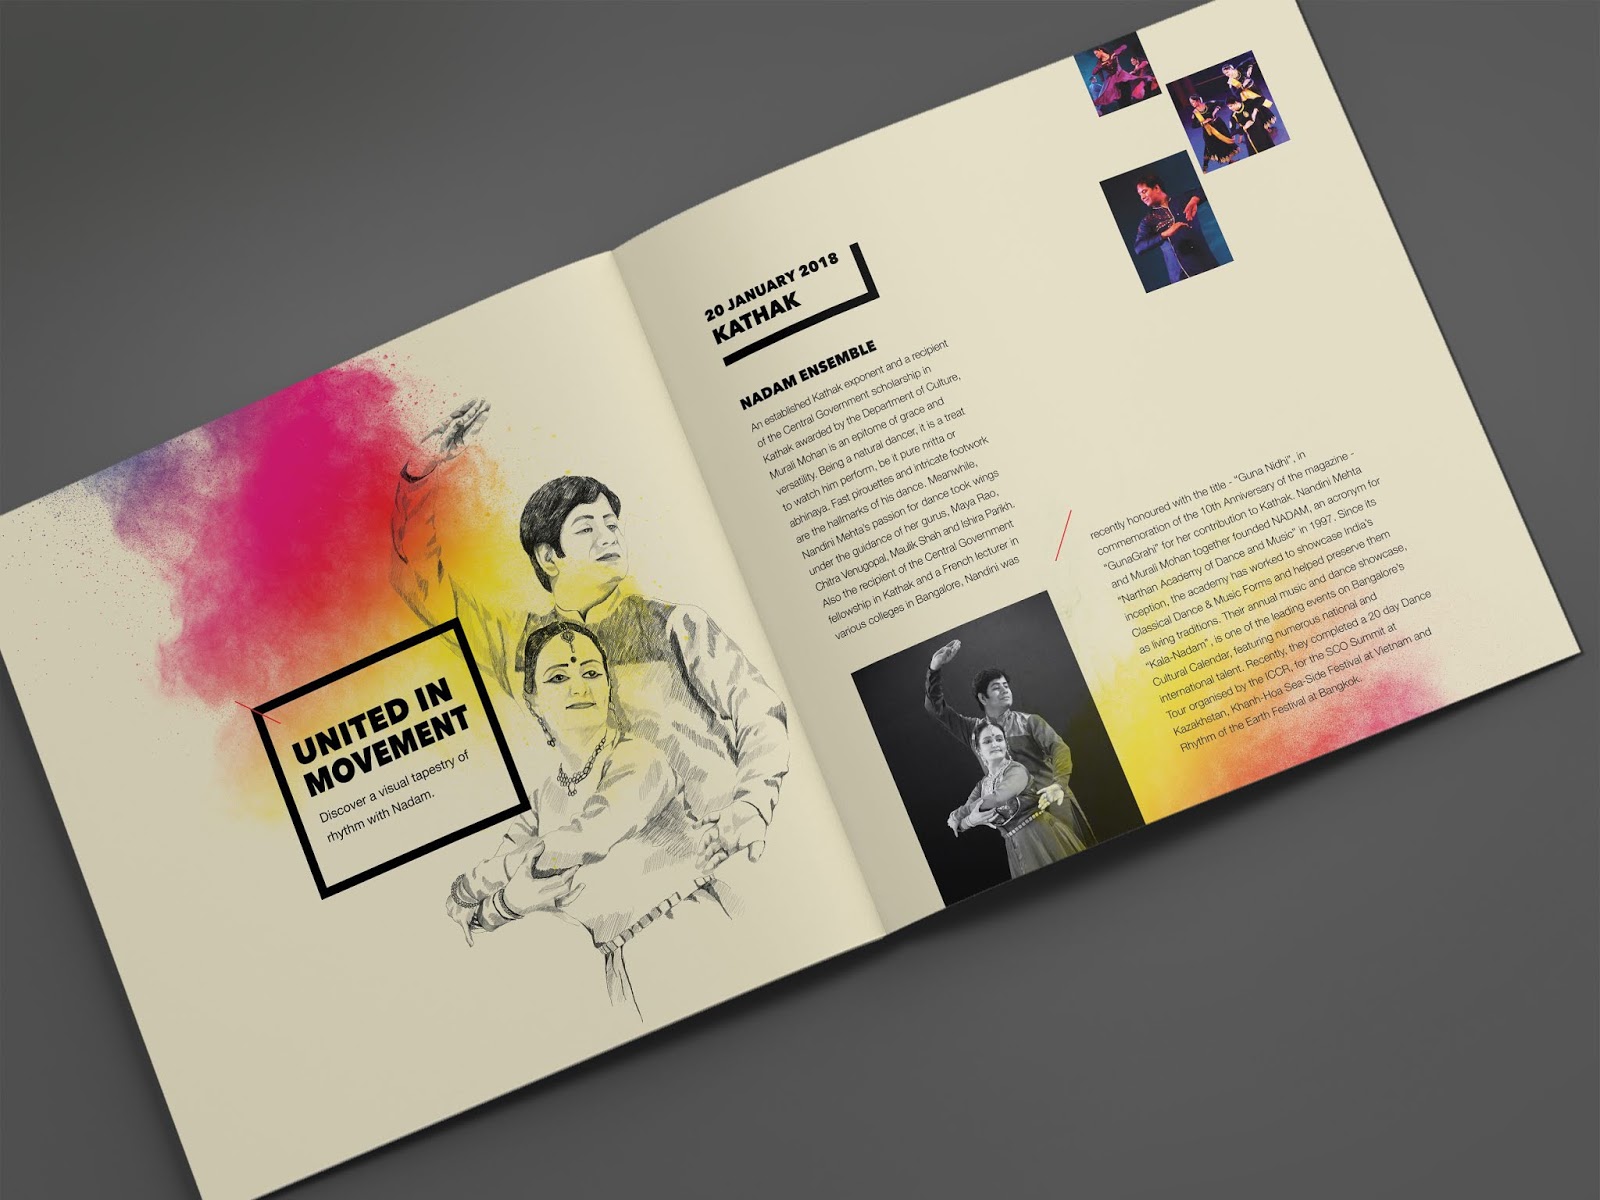 UNITED IN
MOVEMENT
Discover a visual tapestry of
rhythm with Nadam.
20 JANUARY 2018
KATHAK
NADAM ENSEMBLE
An established Kathak exponent and a recipient
of the Central Government scholarship in
Kathak awarded by the Department of Culture,
Murali Mohan is an epitome of grace and
versatility. Being a natural dancer, it is a treat
to watch him perform, be it pure nritta or
abhinaya. Fast pirouettes and intricate footwork
are the hallmarks of his dance. Meanwhile,
Nandini Mehta's passion for dance took wings
under the guidance of her gurus, Maya Rao,
Chitra Venugopal, Maulik Shah and Ishira Parikh.
Also the recipient of the Central Government
fellowship in Kathak and a French lecturer in
various colleges in Bangalore, Nandini was
recently honoured with the title - "Guna Nidhi", in
commemoration of the 10th Anniversary of the magazine -
"GunaGrahi" for her contribution to Kathak. Nandini Mehta
and Murali Mohan together founded NADAM, an acronym for
"Narthan Academy of Dance and Music" in 1997. Since its
inception, the academy has worked to showcase India's
Classical Dance & Music Forms and helped preserve them
as living traditions. Their annual music and dance showcase,
"Kala-Nadam", is one of the leading events on Bangalore's
Cultural Calendar, featuring numerous national and
international talent. Recently, they completed a 20 day Dance
Tour organised by the ICCR, for the SCO Summit at
Kazakhstan, Khanh-Hoa Sea-Side Festival at Vietnam and
Rhythm of the Earth Festival at Bangkok.